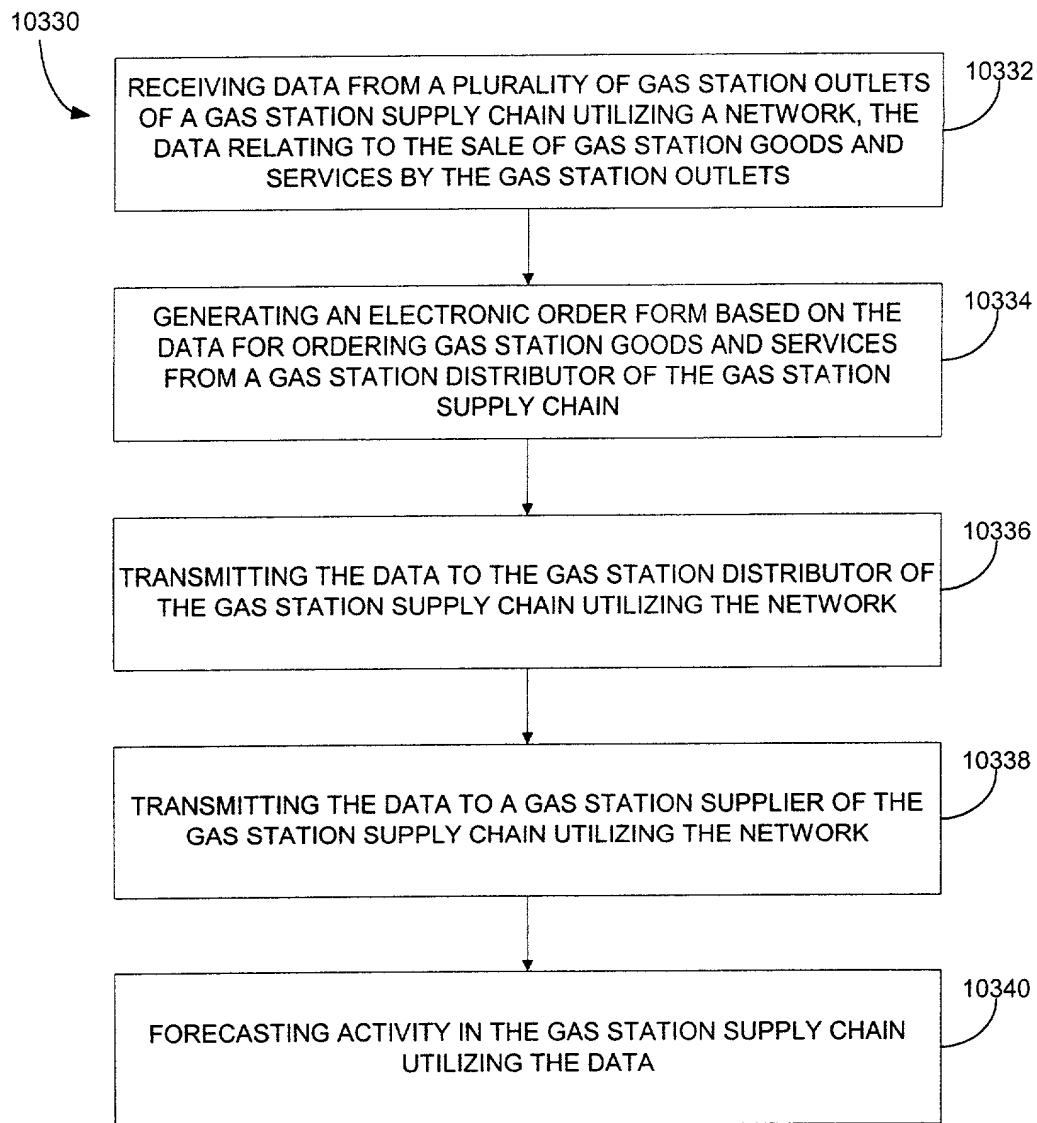 10330
RECEIVING DATA FROM A PLURALITY OF GAS STATION OUTLETS
OF A GAS STATION SUPPLY CHAIN UTILIZING A NETWORK, THE
DATA RELATING TO THE SALE OF GAS STATION GOODS AND
SERVICES BY THE GAS STATION OUTLETS
10332
GENERATING AN ELECTRONIC ORDER FORM BASED ON THE
DATA FOR ORDERING GAS STATION GOODS AND SERVICES
FROM A GAS STATION DISTRIBUTOR OF THE GAS STATION
SUPPLY CHAIN
10334
TRANSMITTING THE DATA TO THE GAS STATION DISTRIBUTOR OF
THE GAS STATION SUPPLY CHAIN UTILIZING THE NETWORK
10336
TRANSMITTING THE DATA TO A GAS STATION SUPPLIER OF THE
GAS STATION SUPPLY CHAIN UTILIZING THE NETWORK
10338
FORECASTING ACTIVITY IN THE GAS STATION SUPPLY CHAIN
UTILIZING THE DATA
10340